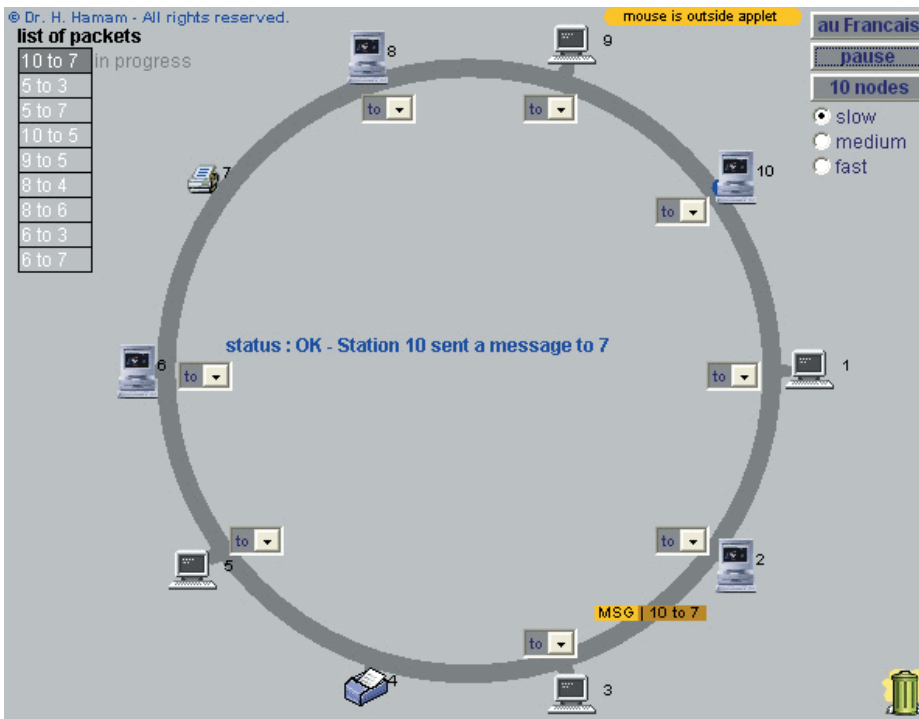 © Dr. H. Hamam - All rights reserved.
mouse is outside applet
list of packets
au Francais
10 to 7 in progress
pause
5 to 3
10 nodes
5 to 7
slow
10 to 5
medium
9 to 5
fast
8 to 4
8 to 6
6 to 3
6 to 7
8
to
9
to
10
to
7
status : OK - Station 10 sent a message to 7
6
to
to
1
5
to
to
2
MSG | 10 to 7
to
4
3